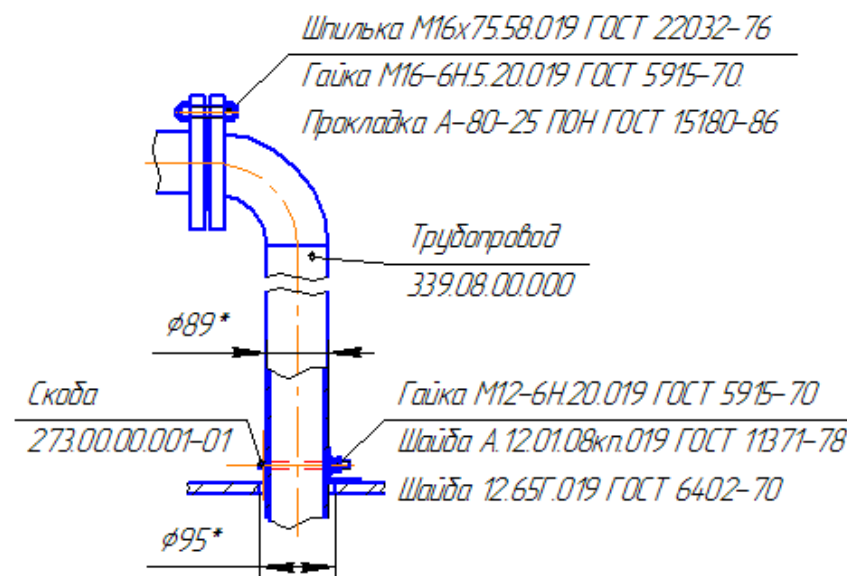 Шпилька М16х75.58.019 ГОСТ 22032-76
Гайка М16-6Н.5.20.019 ГОСТ 5915-70.
Прокладка А-80-25 ПОН ГОСТ 15180-86
Трубопровод
339.08.00.000
ϕ89*
Скоба
273.00.00.001-01
Гайка М12-6Н.20.019 ГОСТ 5915-70
Шайба А.12.01.08кп.019 ГОСТ 11371-78
Шайба 12.65Г.019 ГОСТ 6402-70
ϕ95*